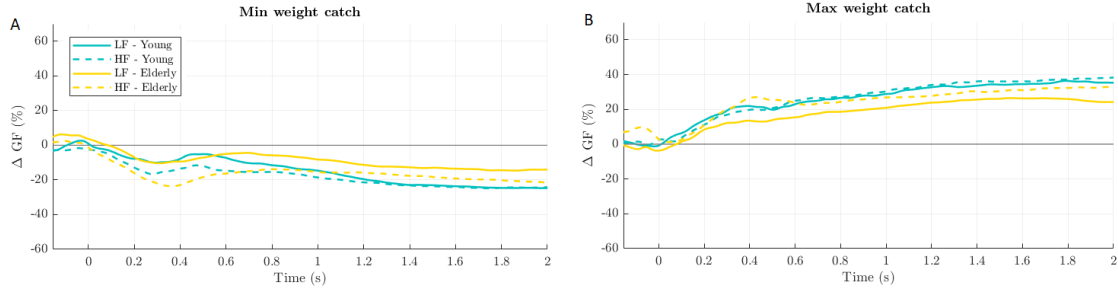 A
Min weight catch
LF - Young
HF - Young
LF - Elderly
HF - Elderly
Δ GF (%)
60
40
20
0
-20
-40
-60
0 0.2 0.4 0.6 0.8 1 1.2 1.4 1.6 1.8 2
Time (s)
B
Max weight catch
Δ GF (%)
60
40
20
0
-20
-40
-60
0 0.2 0.4 0.6 0.8 1 1.2 1.4 1.6 1.8 2
Time (s)